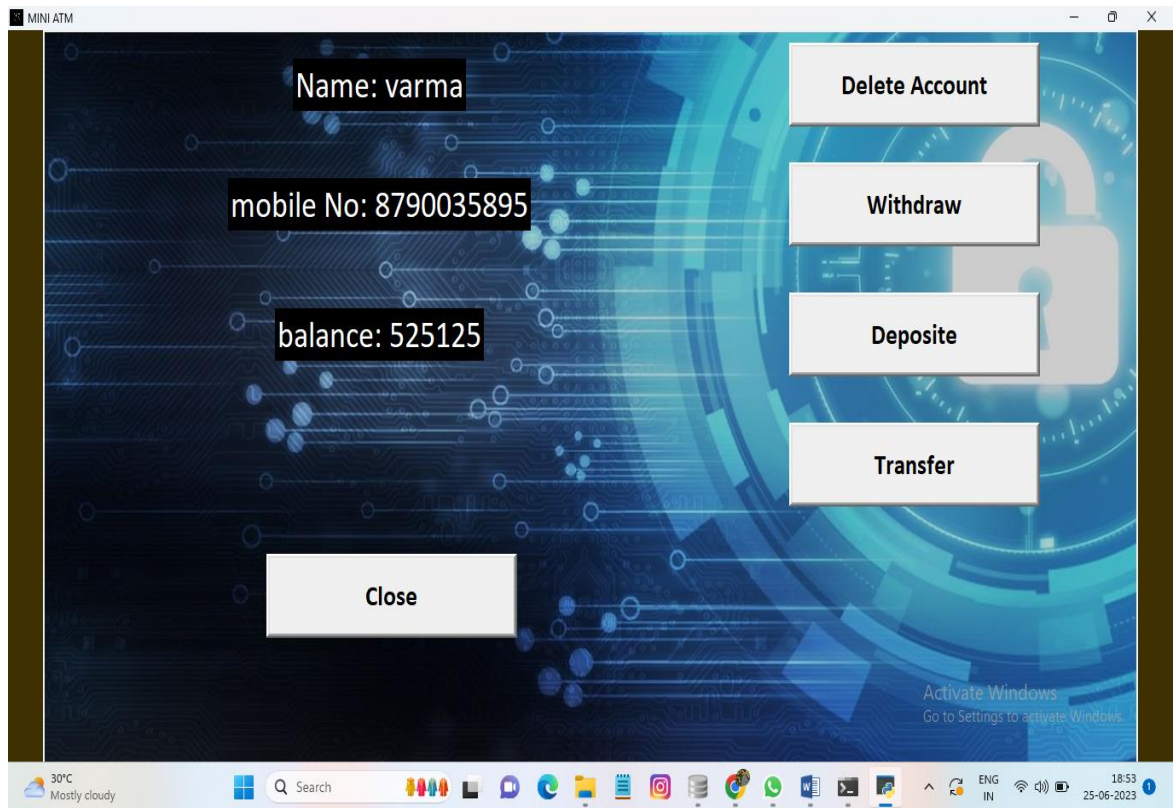 MINI ATM
Name: varma
Delete Account
mobile No: 8790035895
Withdraw
balance: 525125
Deposite
Transfer
Close
Activate Windows
Go to Settings to activate Windows.
30°C
Mostly cloudy
Search
ENG
IN
18:53
25-06-2023
1